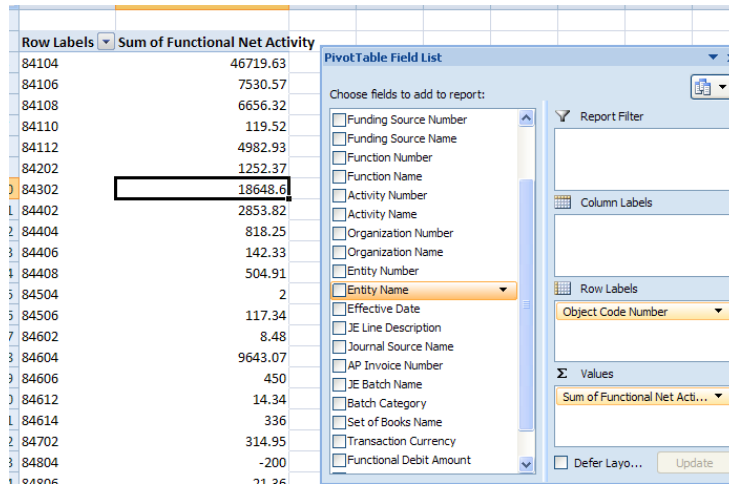 Row Labels Sum of Functional Net Activity
84104 46719.63
84106 7530.57
84108 6656.32
84110 119.52
84112 4982.93
84202 1252.37
84302 18648.6
84402 2853.82
84404 818.25
84406 142.33
84408 504.91
84504 2
84506 117.34
84602 8.48
84604 9643.07
84606 450
84612 14.34
84614 336
84702 314.95
84804 -200
84806 21.36
PivotTable Field List
Choose fields to add to report:
Funding Source Number
Funding Source Name
Function Number
Function Name
Activity Number
Activity Name
Organization Number
Organization Name
Entity Number
Entity Name
Effective Date
JE Line Description
Journal Source Name
AP Invoice Number
JE Batch Name
Batch Category
Set of Books Name
Transaction Currency
Functional Debit Amount
Report Filter
Column Labels
Row Labels
Object Code Number
Σ Values
Sum of Functional Net Acti...
Defer Layo... Update